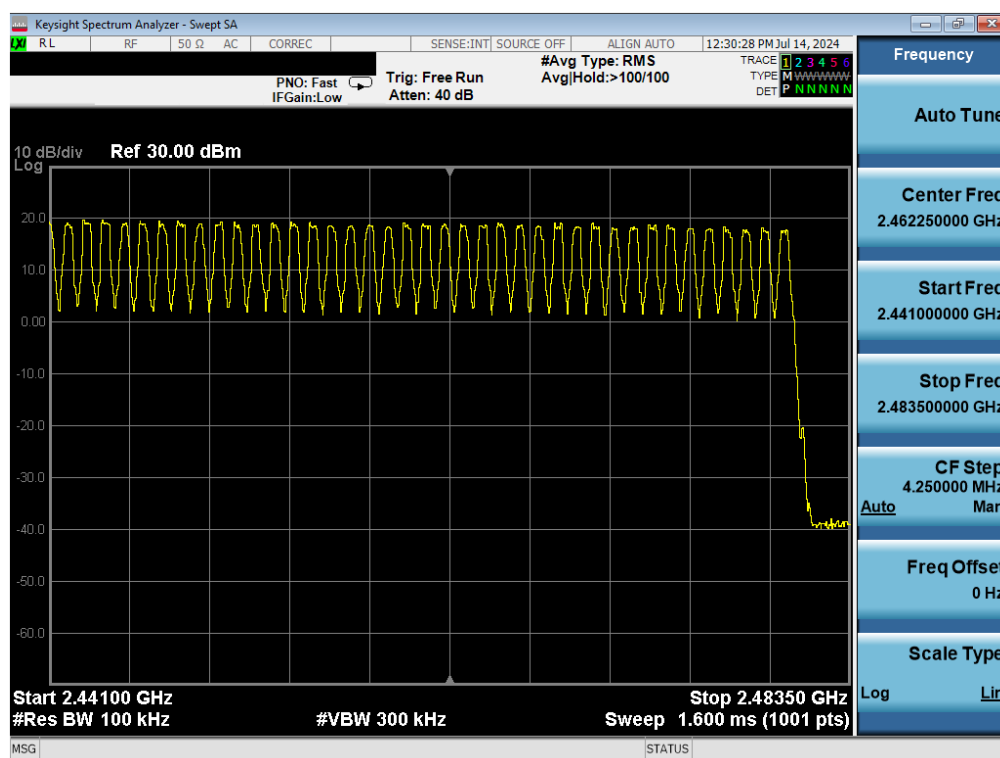 Keysight Spectrum Analyzer - Swept SA
LXI RL RF 50 Ω AC CORREC SENSE:INT SOURCE OFF ALIGN AUTO 12:30:28 PM Jul 14, 2024
PNO: Fast Trig: Free Run #Avg Type: RMS TRACE 1 2 3 4 5 6
IFGain:Low Atten: 40 dB Avg|Hold:>100/100 TYPE M WWWWW
DET P N N N N N
10 dB/div Ref 30.00 dBm
Log
20.0
10.0
0.00
-10.0
-20.0
-30.0
-40.0
-50.0
-60.0
Start 2.44100 GHz Stop 2.48350 GHz
#Res BW 100 kHz #VBW 300 kHz Sweep 1.600 ms (1001 pts)
MSG STATUS
Frequency
Auto Tune
Center Freq
2.462250000 GHz
Start Freq
2.441000000 GHz
Stop Freq
2.483500000 GHz
CF Step
4.250000 MHz
Auto Man
Freq Offset
0 Hz
Scale Type
Log Lin